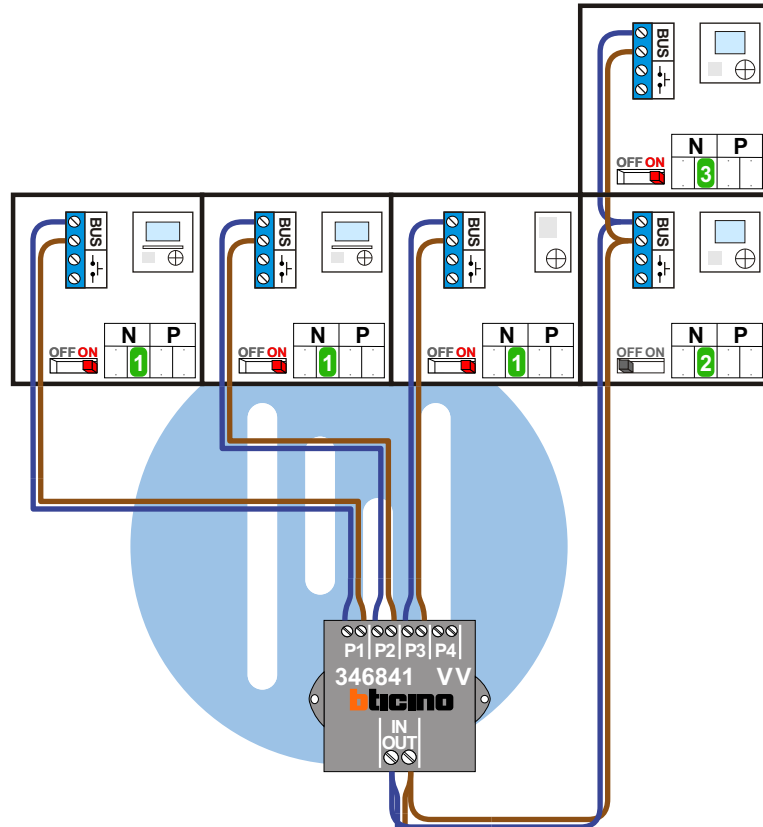 BUS
N P
OFF ON
3
BUS
BUS
BUS
BUS
N P
OFF ON
1
N P
OFF ON
1
N P
OFF ON
1
N P
OFF ON
2
P1 P2 P3 P4
346841 VV
bticino
IN
OUT